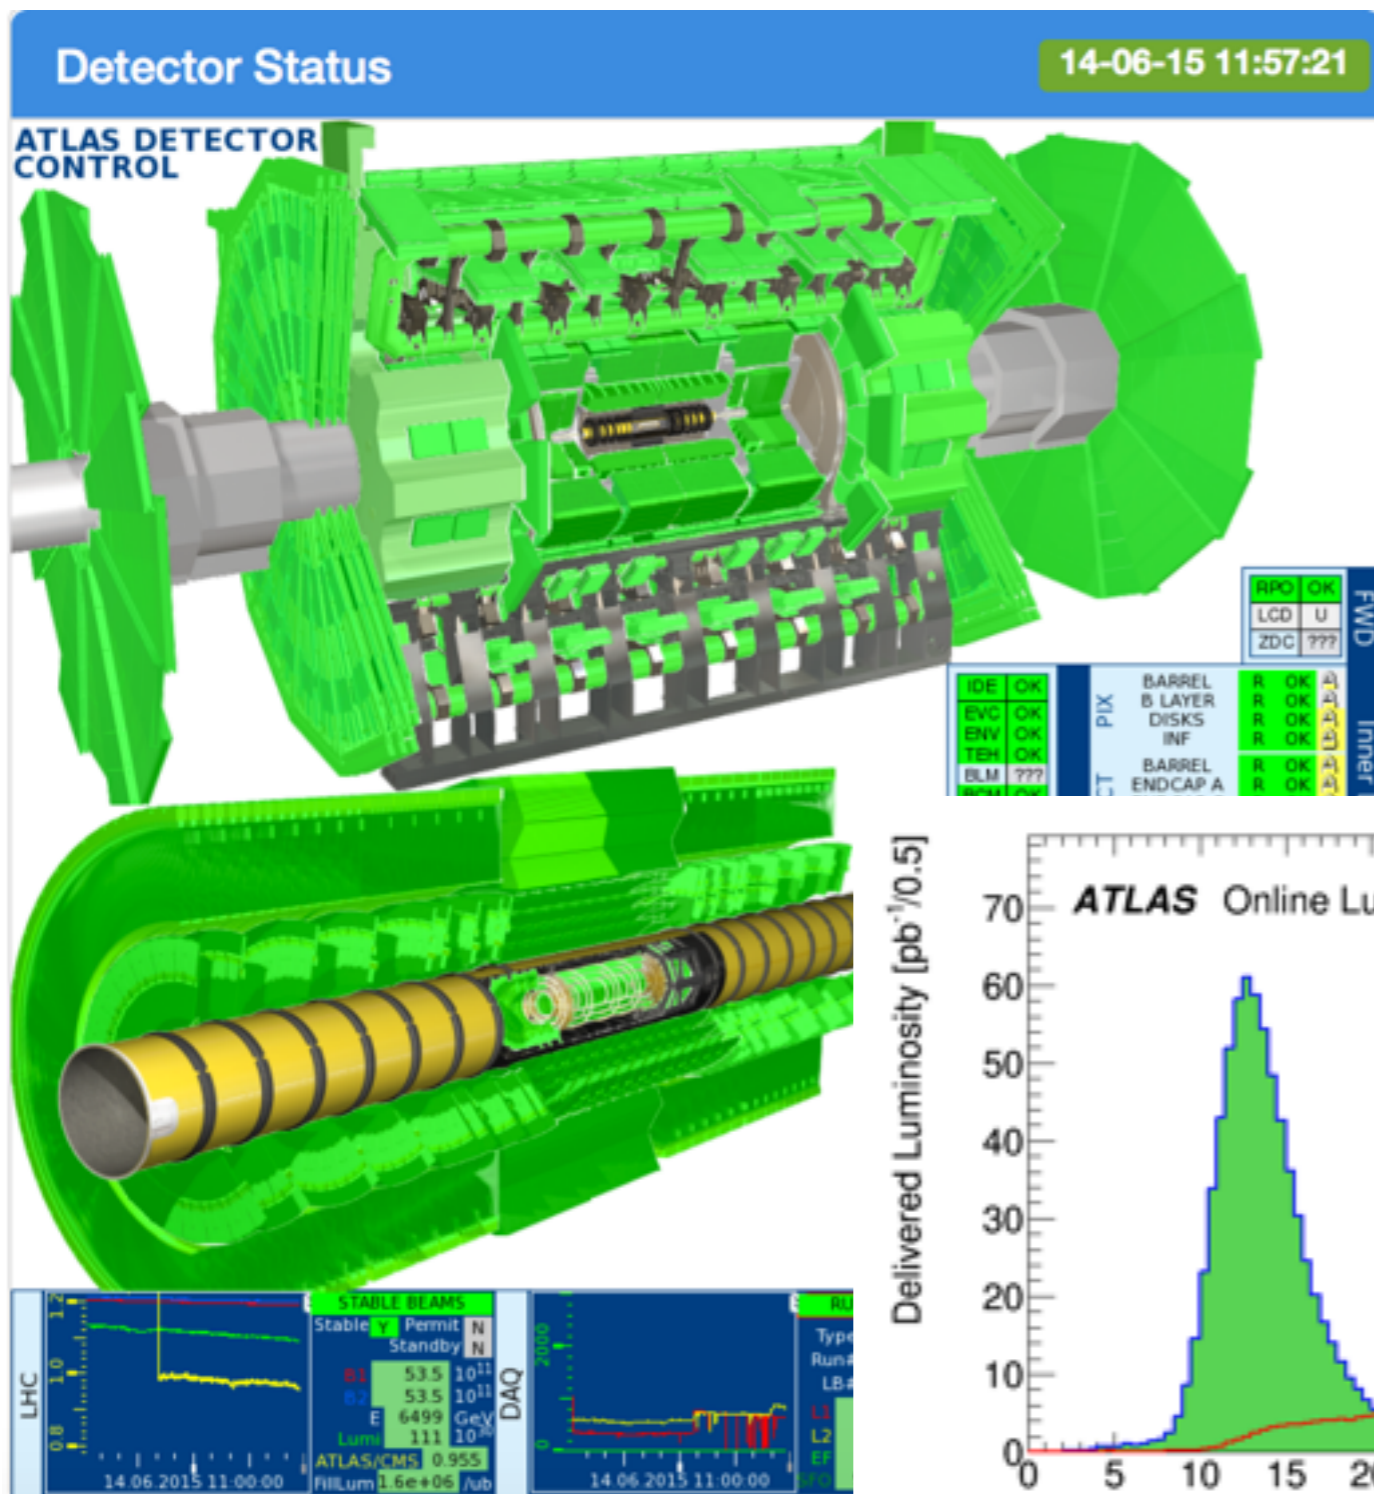 Detector Status
14-06-15 11:57:21
ATLAS DETECTOR
CONTROL
RPO OK
LCD U
ZDC ???
FWD
IDE OK
EVC OK
ENV OK
TEH OK
BLM ???
BCM OK
PIX
BARREL R OK
B LAYER R OK
DISKS R OK
INF R OK
CT
BARREL R OK
ENDCAP A R OK
Inner
Delivered Luminosity [pb⁻¹/0.5]
ATLAS Online Lu
70
60
50
40
30
20
10
0
0 5 10 15 20
LHC
1.2
1.0
0.8
14.06.2015 11:00:00
STABLE BEAMS
Stable Y Permit N
Standby N
B1 53.5 10¹¹
B2 53.5 10¹¹
E 6499 GeV
Lumi 111 10³⁰
ATLAS/CMS 0.955
FillLum 1.6e+06 /ub
DAQ
2000
0
14.06.2015 11:00:00
RU
Type
Run#
LB#
L1
L2
EF
SFO